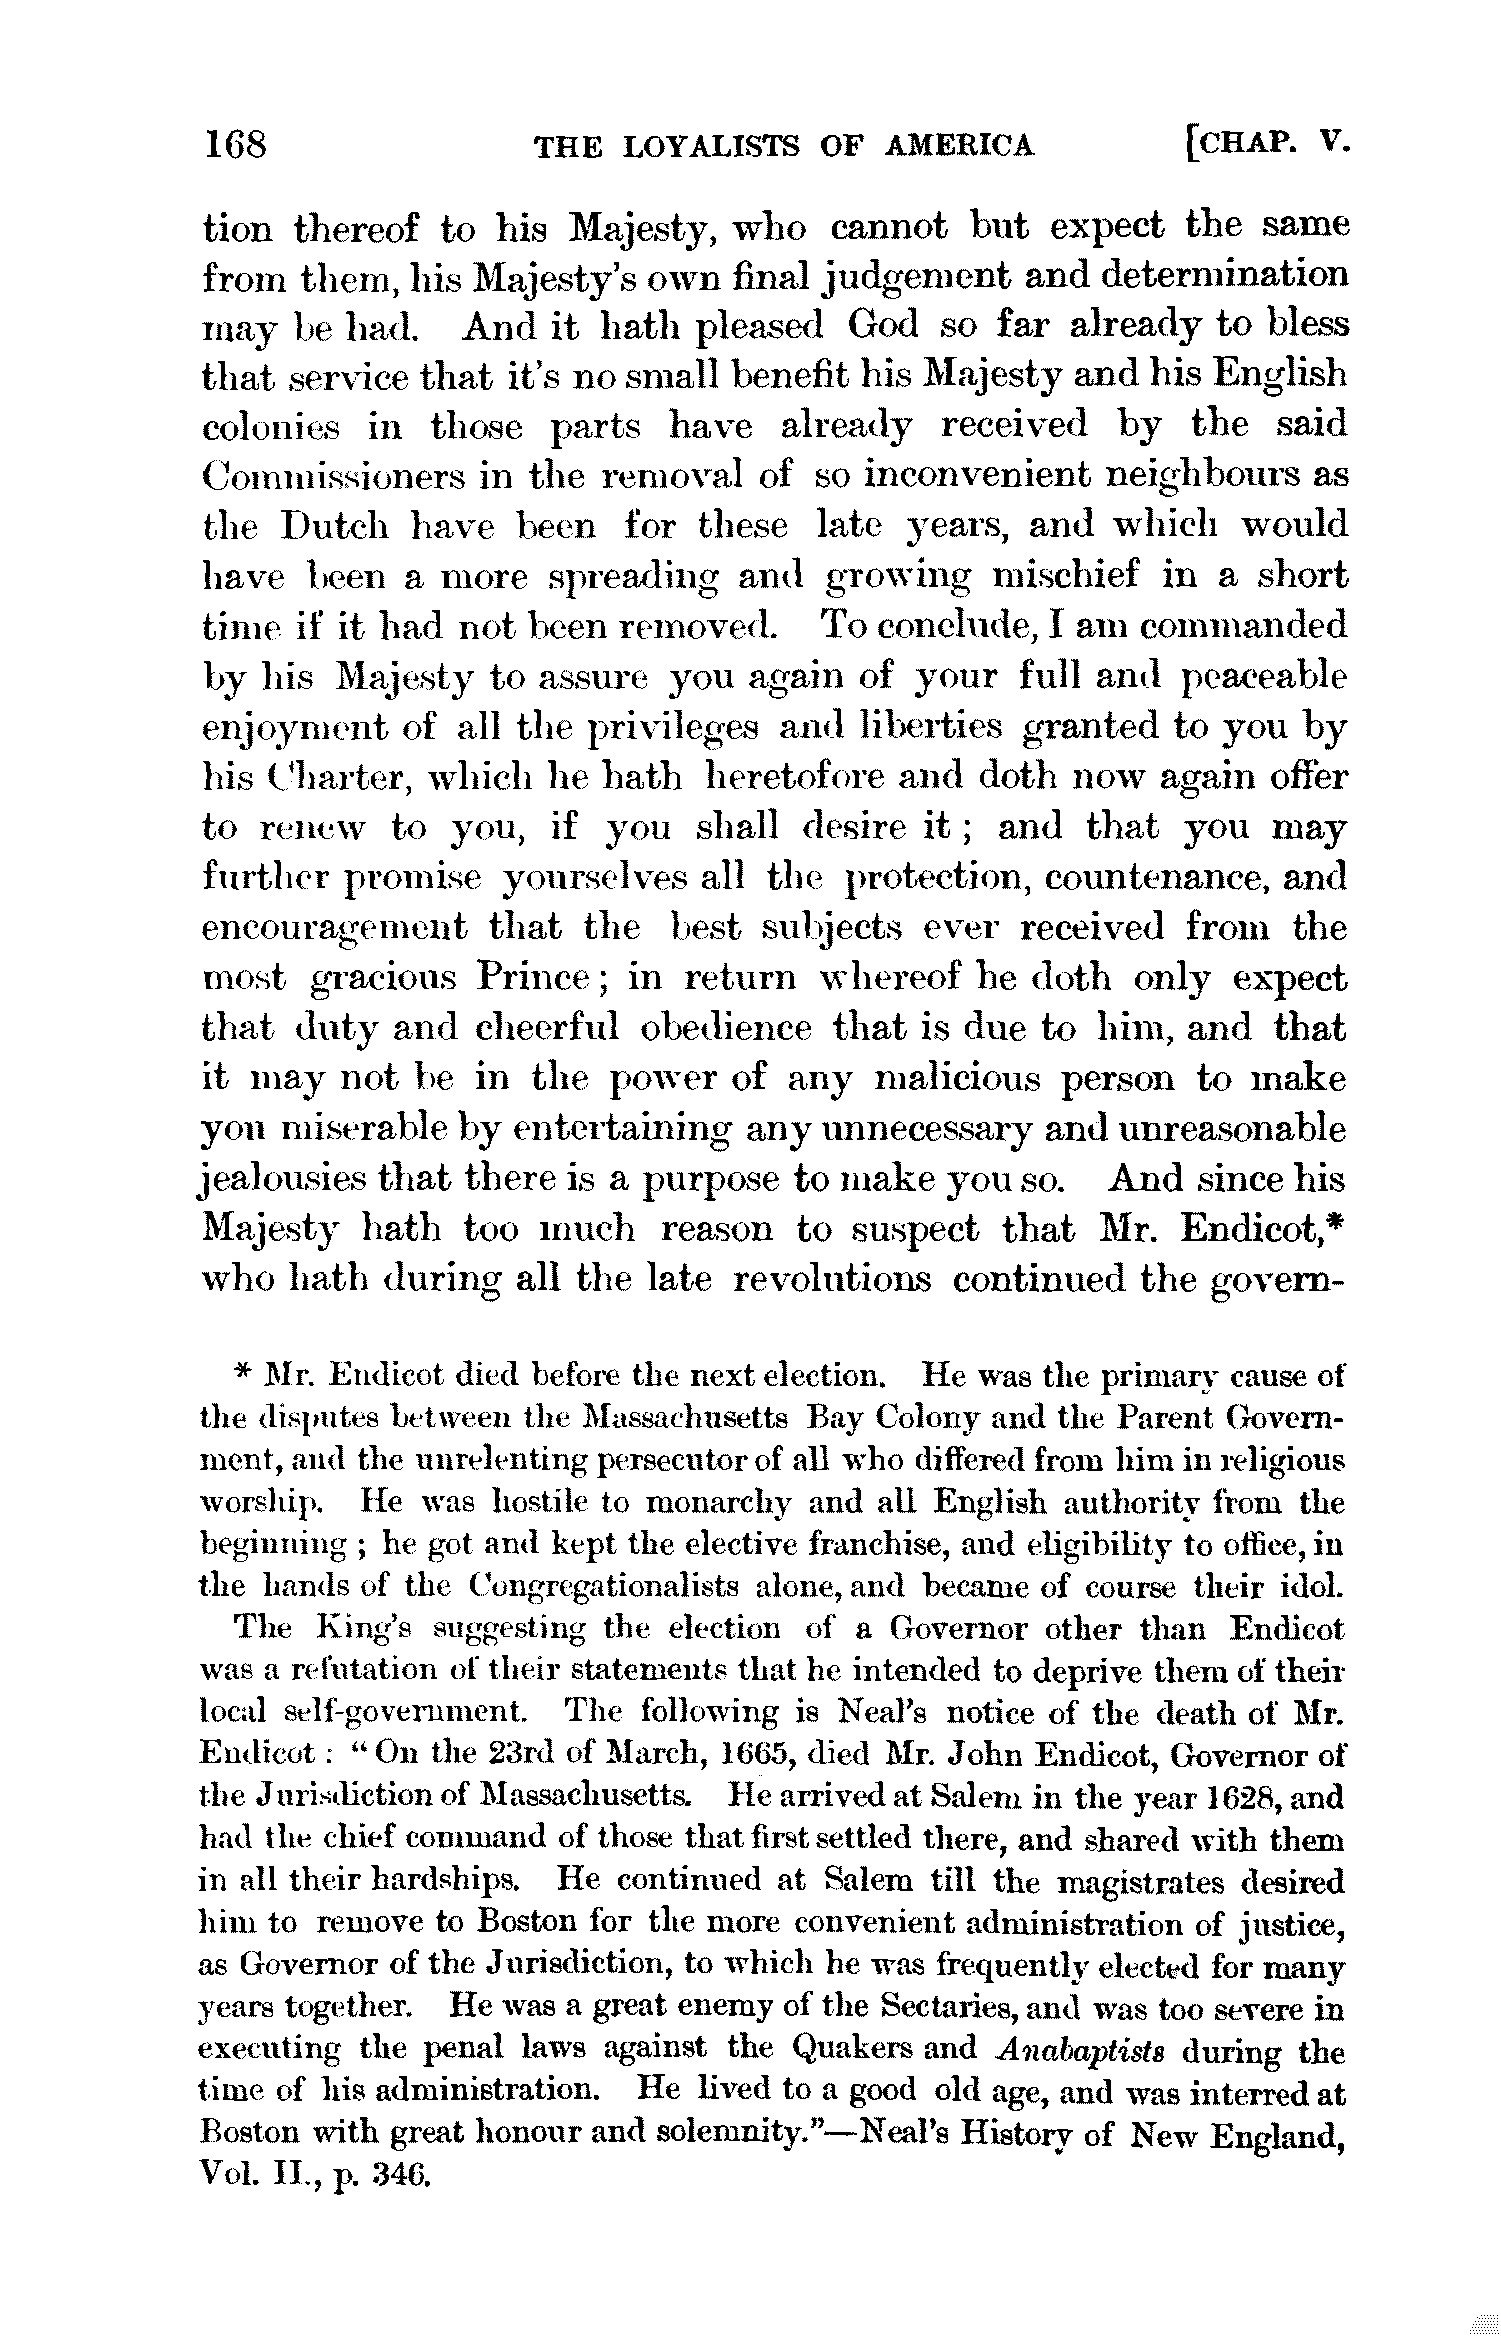 168 THE LOYALISTS OF AMERICA [CHAP. V.
tion thereof to his Majesty, who cannot but expect the same
from them, his Majesty's own final judgement and determination
may be had. And it hath pleased God so far already to bless
that service that it's no small benefit his Majesty and his English
colonies in those parts have already received by the said
Commissioners in the removal of so inconvenient neighbours as
the Dutch have been for these late years, and which would
have been a more spreading and growing mischief in a short
time if it had not been removed. To conclude, I am commanded
by his Majesty to assure you again of your full and peaceable
enjoyment of all the privileges and liberties granted to you by
his Charter, which he hath heretofore and doth now again offer
to renew to you, if you shall desire it ; and that you may
further promise yourselves all the protection, countenance, and
encouragement that the best subjects ever received from the
most gracious Prince ; in return whereof he doth only expect
that duty and cheerful obedience that is due to him, and that
it may not be in the power of any malicious person to make
you miserable by entertaining any unnecessary and unreasonable
jealousies that there is a purpose to make you so. And since his
Majesty hath too much reason to suspect that Mr. Endicot,*
who hath during all the late revolutions continued the govern-
* Mr. Endicot died before the next election. He was the primary cause of
the disputes between the Massachusetts Bay Colony and the Parent Govern-
ment, and the unrelenting persecutor of all who differed from him in religious
worship. He was hostile to monarchy and all English authority from the
beginning ; he got and kept the elective franchise, and eligibility to office, in
the hands of the Congregationalists alone, and became of course their idol.
The King's suggesting the election of a Governor other than Endicot
was a refutation of their statements that he intended to deprive them of their
local self-government. The following is Neal's notice of the death of Mr.
Endicot : "On the 23rd of March, 1665, died Mr. John Endicot, Governor of
the Jurisdiction of Massachusetts. He arrived at Salem in the year 1628, and
had the chief command of those that first settled there, and shared with them
in all their hardships. He continued at Salem till the magistrates desired
him to remove to Boston for the more convenient administration of justice,
as Governor of the Jurisdiction, to which he was frequently elected for many
years together. He was a great enemy of the Sectaries, and was too severe in
executing the penal laws against the Quakers and Anabaptists during the
time of his administration. He lived to a good old age, and was interred at
Boston with great honour and solemnity."—Neal's History of New England,
Vol. II., p. 346.